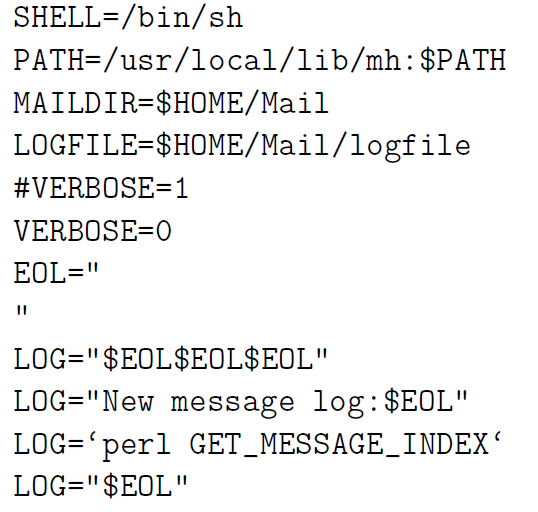 SHELL=/bin/sh
PATH=/usr/local/lib/mh:$PATH
MAILDIR=$HOME/Mail
LOGFILE=$HOME/Mail/logfile
#VERBOSE=1
VERBOSE=0
EOL="
"
LOG="$EOL$EOL$EOL"
LOG="New message log:$EOL"
LOG=‘perl GET_MESSAGE_INDEX‘
LOG="$EOL"